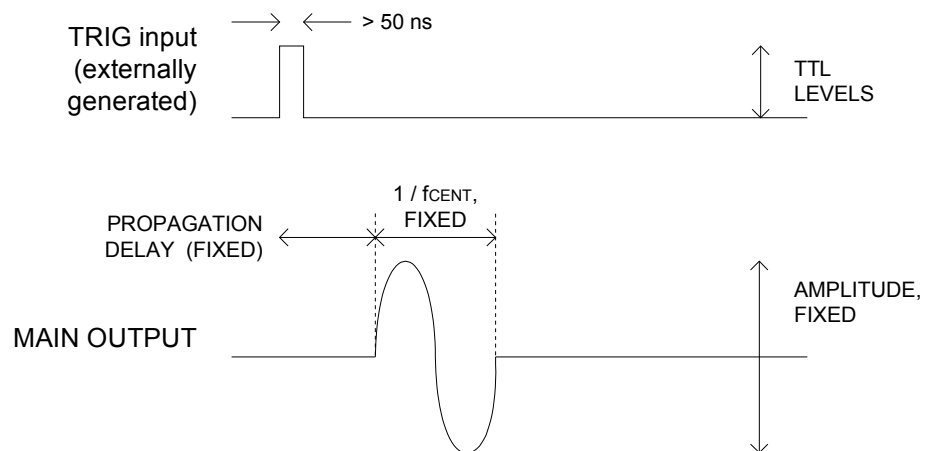 > 50 ns
TRIG input
(externally
generated)
TTL
LEVELS
1 / fCENT,
FIXED
PROPAGATION
DELAY (FIXED)
AMPLITUDE,
FIXED
MAIN OUTPUT